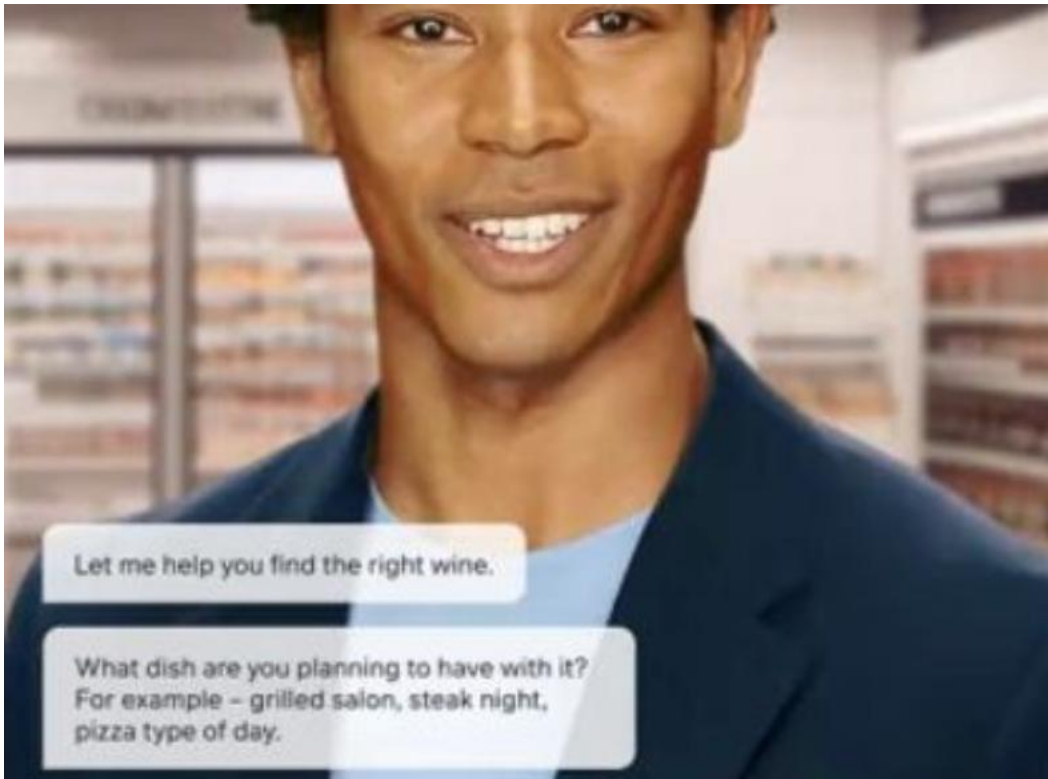 Let me help you find the right wine.
What dish are you planning to have with it?
For example – grilled salon, steak night,
pizza type of day.